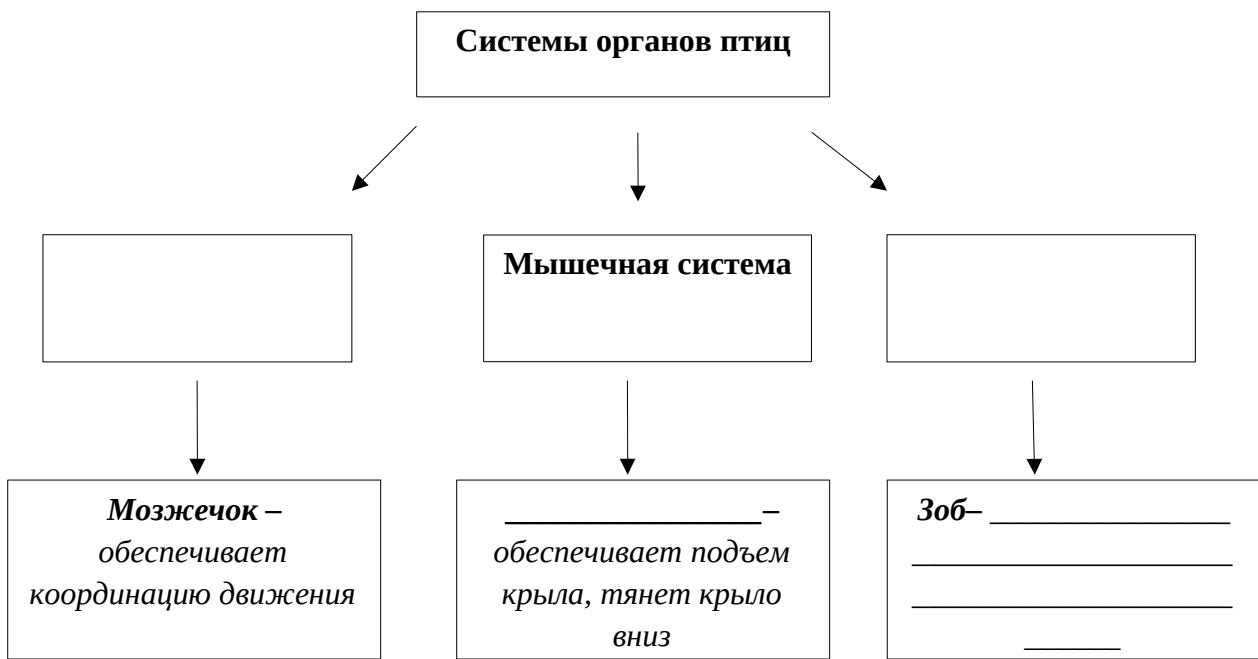 Системы органов птиц
Мышечная система
Мозжечок –
обеспечивает
координацию движения
________________–
обеспечивает подъем
крыла, тянет крыло
вниз
Зоб– _______________
____________________
____________________
______